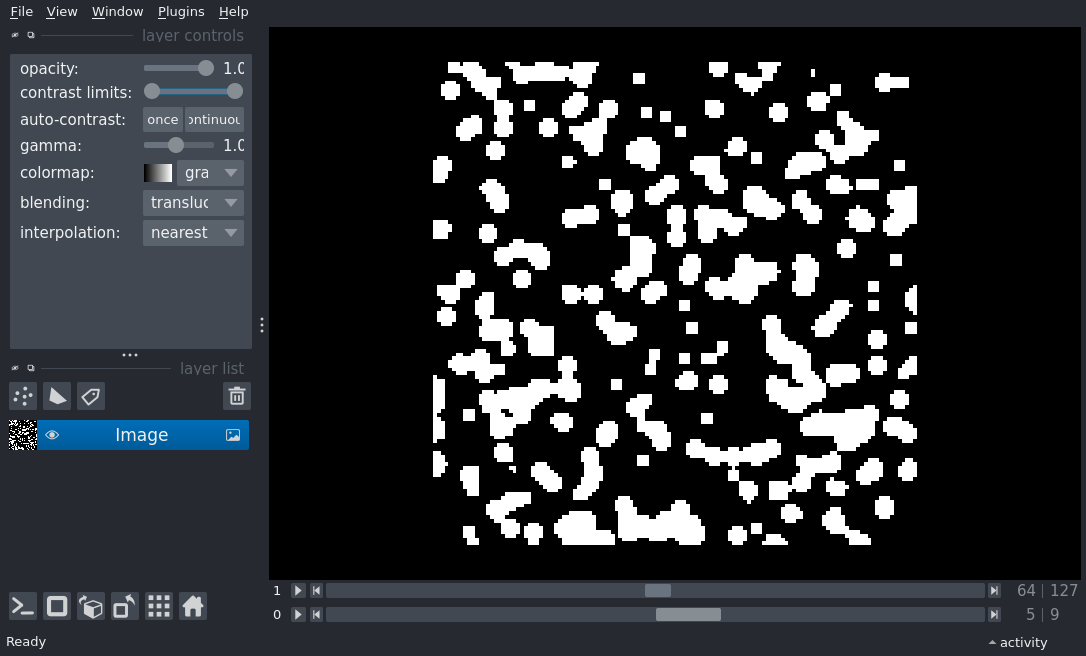 File View Window Plugins Help
layer controls
opacity: 1.0
contrast limits:
auto-contrast: once ontinuou
gamma: 1.0
colormap: gra
blending: transluc
interpolation: nearest
layer list
Image
1 64 127
0 5 9
Ready activity